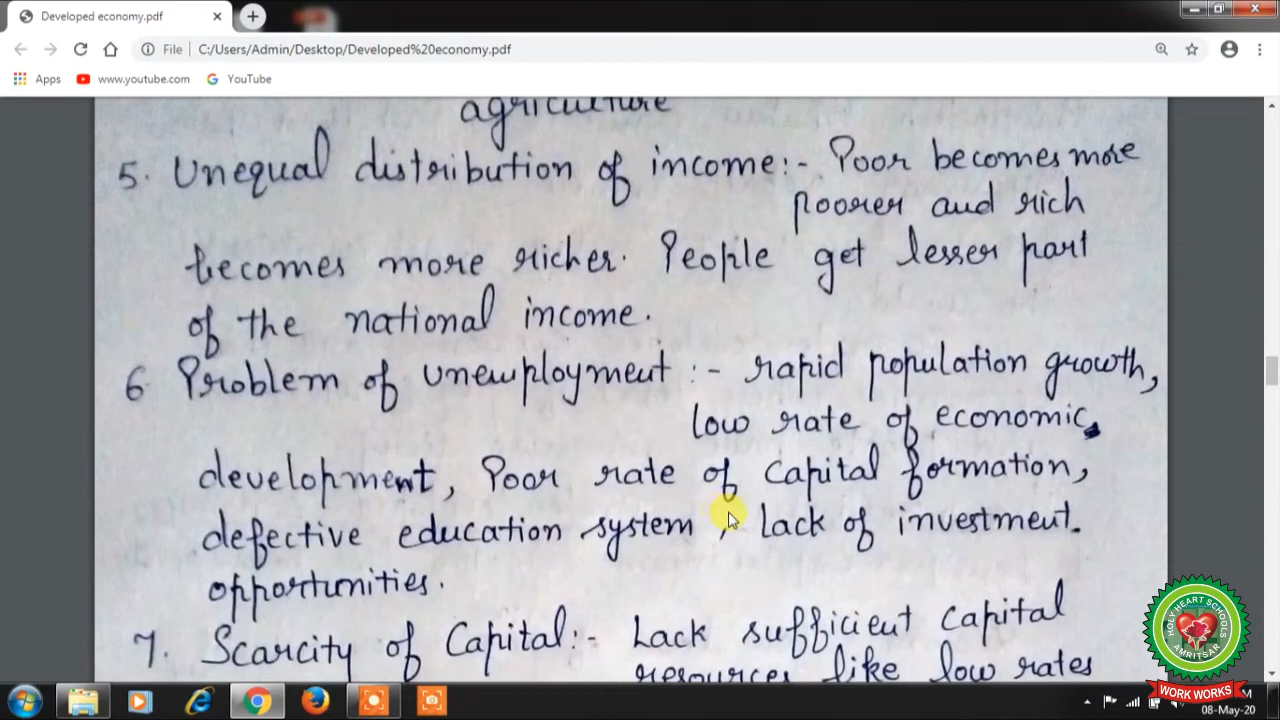 Developed economy.pdf
File C:/Users/Admin/Desktop/Developed%20economy.pdf
Apps www.youtube.com YouTube
agriculture
5. Unequal distribution of income:- Poor becomes more
poorer and rich
becomes more richer. People get lesser part
of the national income.
6 Problem of unemployment :- rapid population growth,
low rate of economic
development, Poor rate of capital formation,
defective education system, lack of investment.
opportunities.
7. Scarcity of Capital:- Lack sufficient capital
resources like low rates
HOLY HEART SCHOOLS
AMRITSAR
WORK WORKS
M
08-May-20